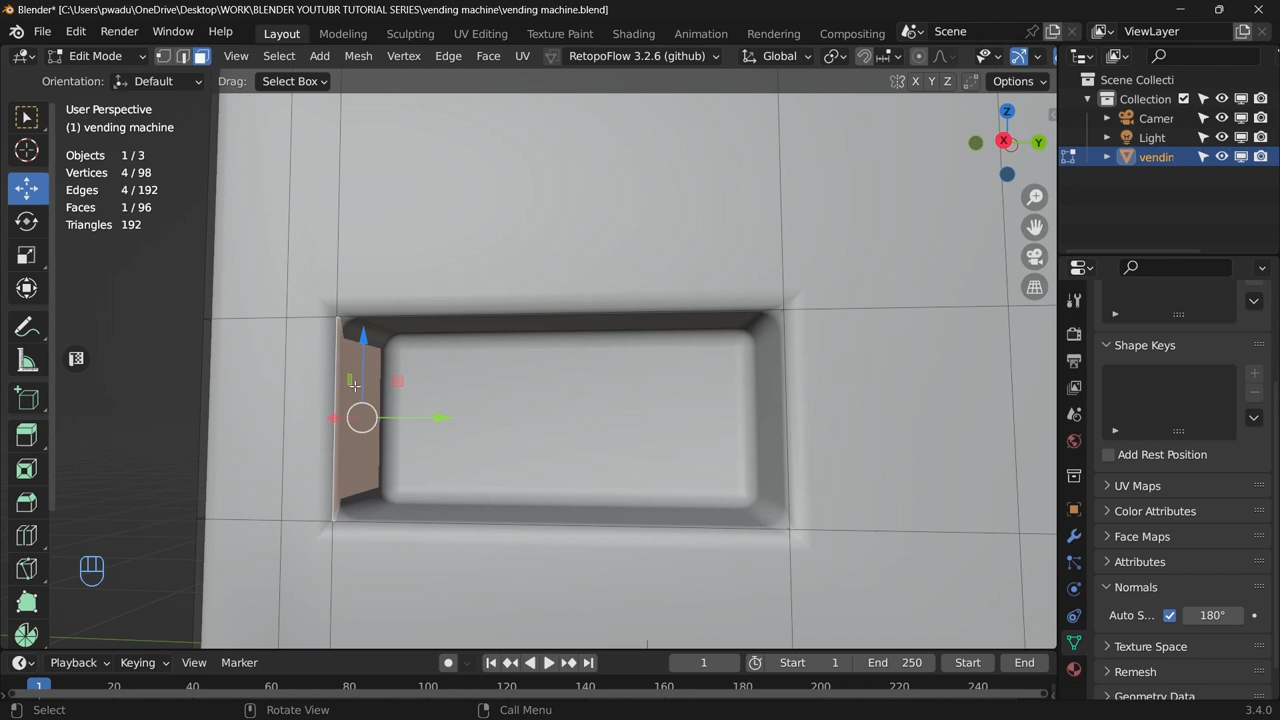 Blender* [C:\Users\pwadu\OneDrive\Desktop\WORK\BLENDER YOUTUBR TUTORIAL SERIES\vending machine\vending machine.blend]
File Edit Render Window Help Layout Modeling Sculpting UV Editing Texture Paint Shading Animation Rendering Compositing Scene ViewLayer
Edit Mode View Select Add Mesh Vertex Edge Face UV RetopoFlow 3.2.6 (github) Global
Orientation: Default Drag: Select Box X Y Z Options
Scene Collecti
Collection
Camer
Light
vendin
User Perspective
(1) vending machine
Objects 1 / 3
Vertices 4 / 98
Edges 4 / 192
Faces 1 / 96
Triangles 192
Z
X
Y
Shape Keys
Add Rest Position
UV Maps
Color Attributes
Face Maps
Attributes
Normals
Auto S... 180°
Texture Space
Remesh
Geometry Data
Playback Keying View Marker 1 Start 1 End 250 Start End
1 20 40 60 80 100 120 140 160 180 200 220 240
Select Rotate View Call Menu 3.4.0